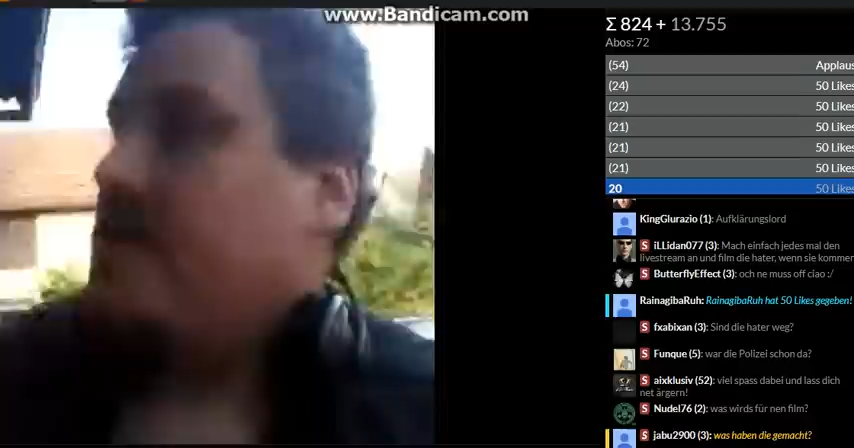 www.Bandicam.com
Σ 824 + 13.755
Abos: 72
(54) Applaus
(24) 50 Likes
(22) 50 Likes
(21) 50 Likes
(21) 50 Likes
(21) 50 Likes
20 50 Likes
KingGlurazio (1): Aufklärungslord
S iLLidan077 (3): Mach einfach jedes mal den
livestream an und film die hater, wenn sie kommen
S ButterflyEffect (3): och ne muss off ciao :/
RainagibaRuh: RainagibaRuh hat 50 Likes gegeben!
S fxabixan (3): Sind die hater weg?
S Funque (5): war die Polizei schon da?
S aixklusiv (52): viel spass dabei und lass dich
net ärgern!
S Nudel76 (2): was wirds für nen film?
S jabu2900 (3): was haben die gemacht?